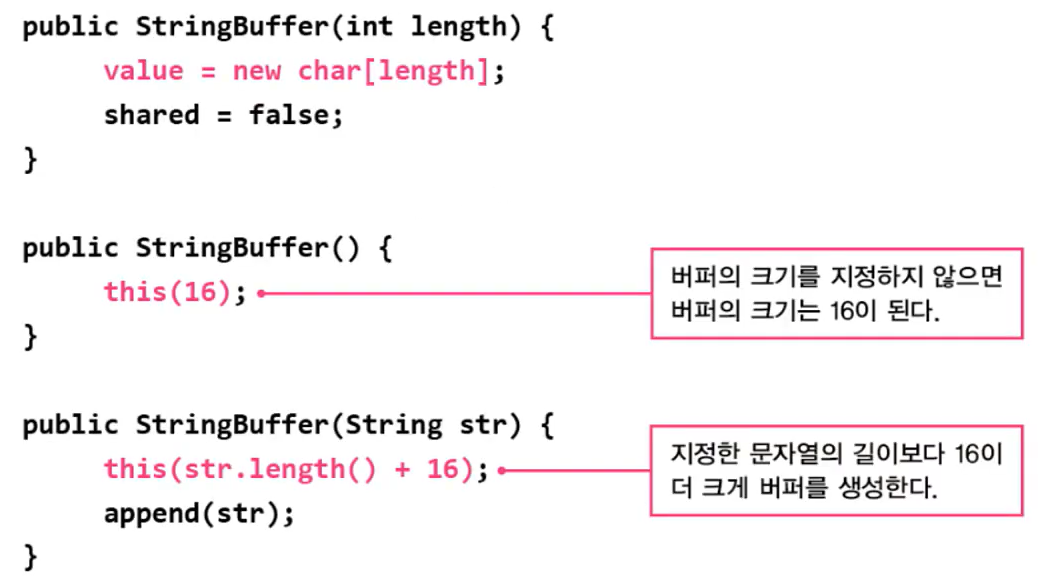 public StringBuffer(int length) {
value = new char[length];
shared = false;
}
public StringBuffer() {
this(16);
버퍼의 크기를 지정하지 않으면
버퍼의 크기는 16이 된다.
}
public StringBuffer(String str) {
this(str.length() + 16);
지정한 문자열의 길이보다 16이
더 크게 버퍼를 생성한다.
append(str);
}